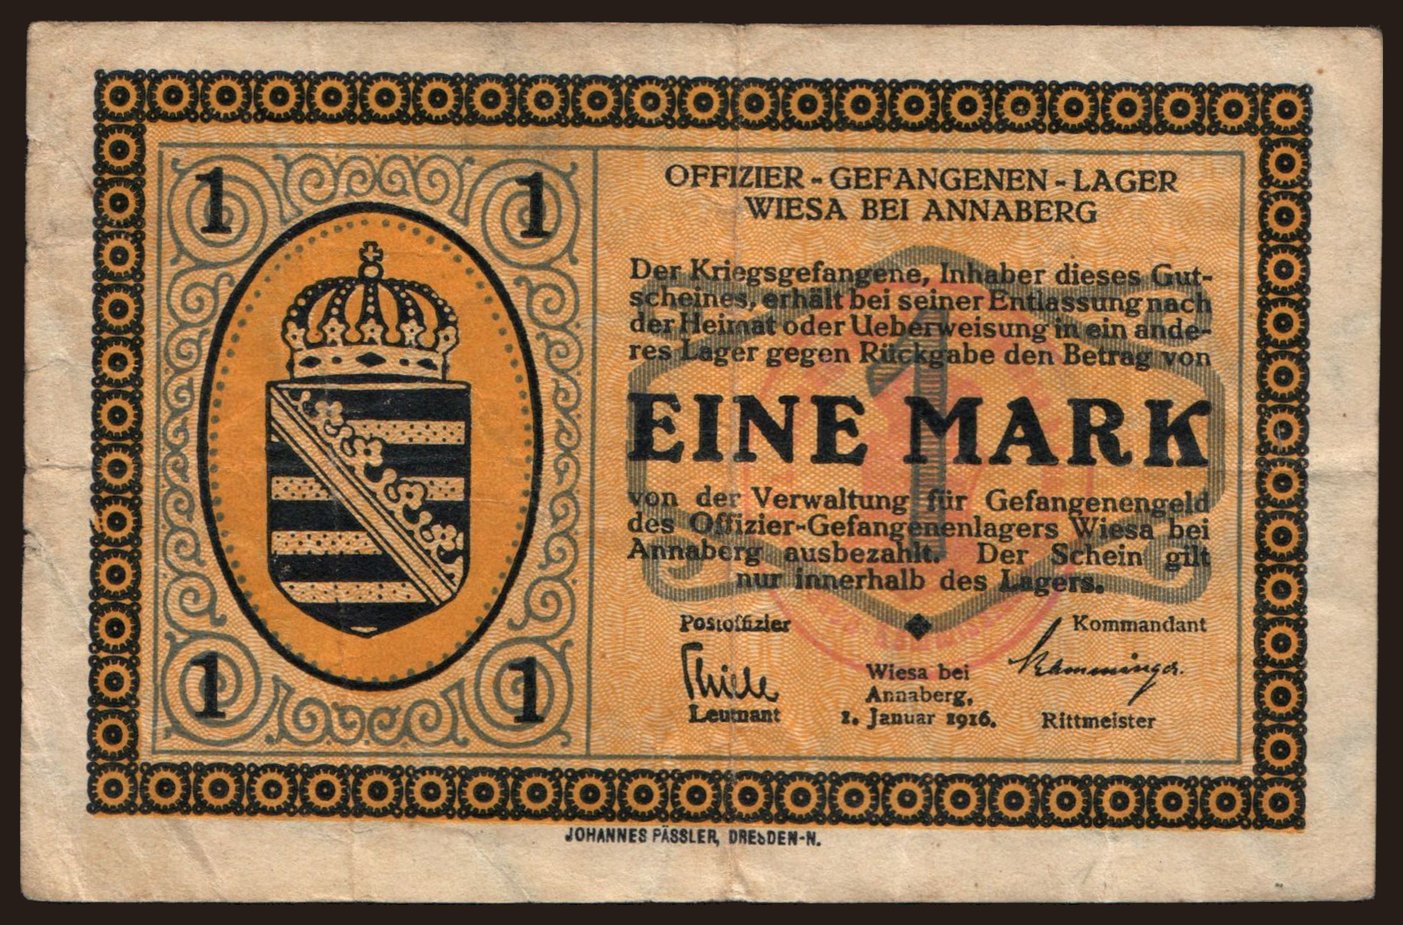 1 1
OFFIZIER - GEFANGENEN - LAGER
WIESA BEI ANNABERG
Der Kriegsgefangene, Inhaber dieses Gut-
scheines, erhält bei seiner Entlassung nach
der Heimat oder Ueberweisung in ein ande-
res Lager gegen Rückgabe den Betrag von
1
EINE MARK
von der Verwaltung für Gefangenengeld
des Offizier-Gefangenenlagers Wiesa bei
Annaberg ausbezahlt. Der Schein gilt
nur innerhalb des Lagers.
Postoffizier
Thiele
Leutnant
Wiesa bei
Annaberg,
1. Januar 1916.
Kommandant
Rittmeister
1 1
JOHANNES PÄSSLER, DRESDEN-N.